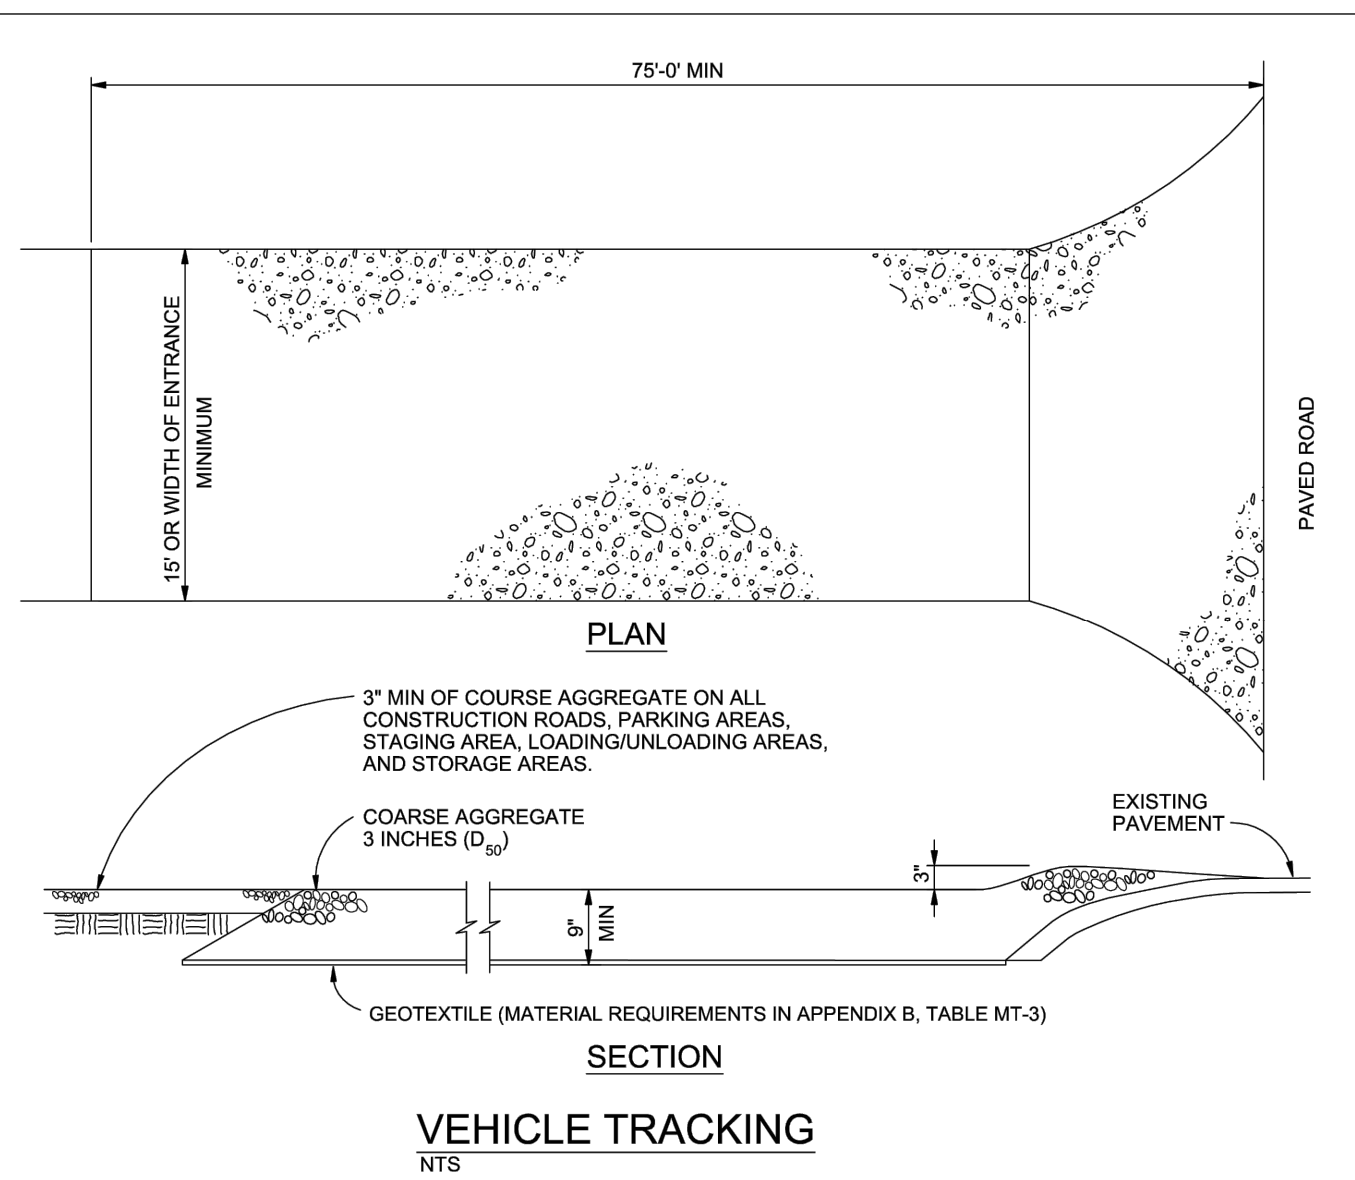 75'-0' MIN
15' OR WIDTH OF ENTRANCE
MINIMUM
PAVED ROAD
PLAN
3" MIN OF COURSE AGGREGATE ON ALL
CONSTRUCTION ROADS, PARKING AREAS,
STAGING AREA, LOADING/UNLOADING AREAS,
AND STORAGE AREAS.
COARSE AGGREGATE
3 INCHES (D50)
EXISTING
PAVEMENT
3"
9"
MIN
GEOTEXTILE (MATERIAL REQUIREMENTS IN APPENDIX B, TABLE MT-3)
SECTION
VEHICLE TRACKING
NTS